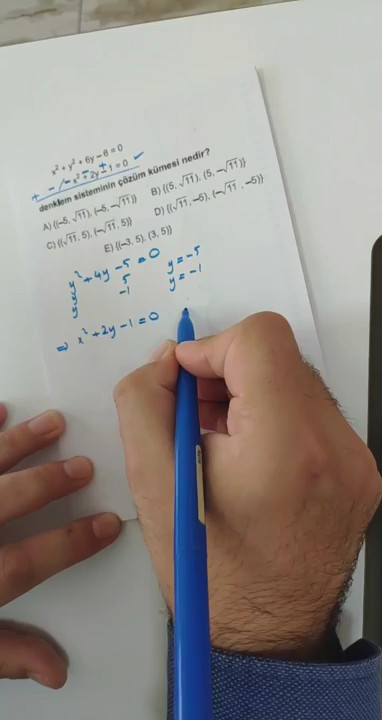 x² + y² + 6y − 6 = 0
+ − / − x² + 2y − 1 = 0 ✓
denklem sisteminin çözüm kümesi nedir?
A) {(−5, √11), (−5, −√11)} B) {(5, √11), (5, −√11)}
C) {(√11, 5), (−√11, 5)} D) {(√11, −5), (−√11, −5)}
E) {(−3, 5), (3, 5)}
y² + 4y − 5 = 0 y = −5
y 5 y = −1
y −1
⇒ x² + 2y − 1 = 0